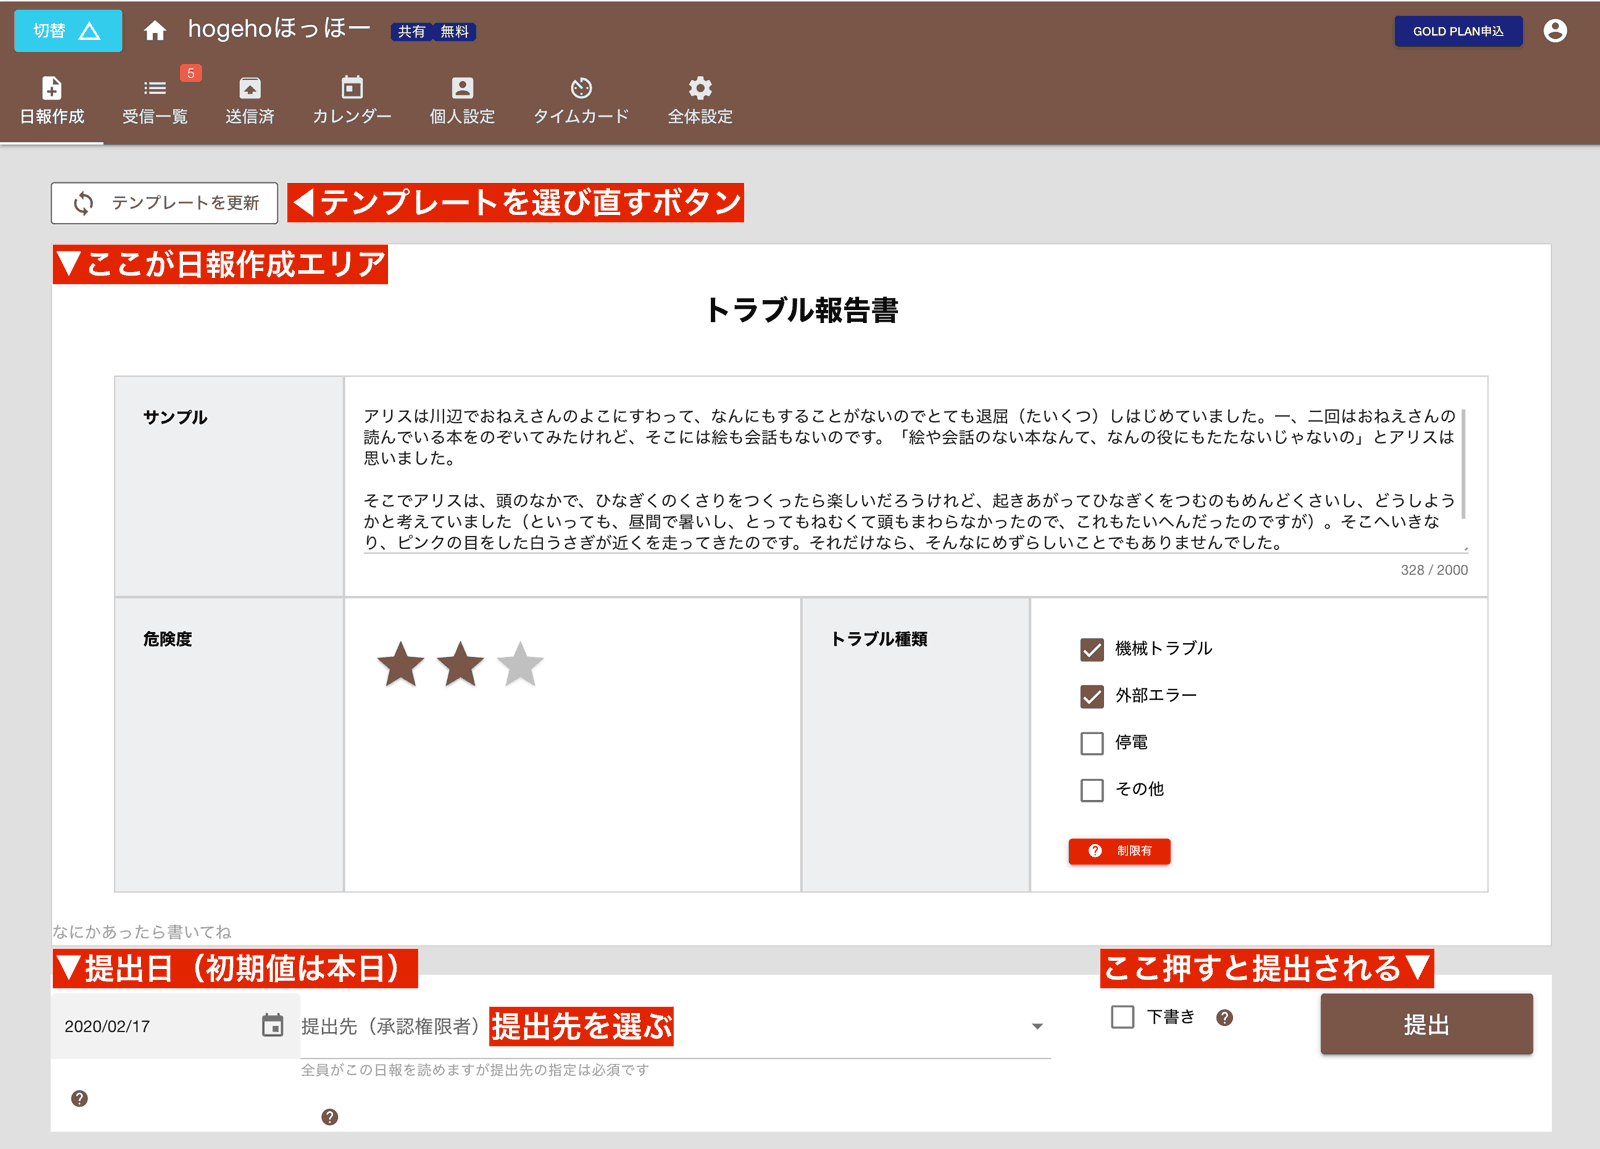 切替
hogehoほっほー
共有 無料
GOLD PLAN申込
5
日報作成
受信一覧
送信済
カレンダー
個人設定
タイムカード
全体設定
テンプレートを更新
◀テンプレートを選び直すボタン
▼ここが日報作成エリア
トラブル報告書
サンプル
アリスは川辺でおねえさんのよこにすわって、なんにもすることがないのでとても退屈（たいくつ）しはじめていました。一、二回はおねえさんの
読んでいる本をのぞいてみたけれど、そこには絵も会話もないのです。「絵や会話のない本なんて、なんの役にもたたないじゃないの」とアリスは
思いました。
そこでアリスは、頭のなかで、ひなぎくのくさりをつくったら楽しいだろうけれど、起きあがってひなぎくをつむのもめんどくさいし、どうしよう
かと考えていました（といっても、昼間で暑いし、とってもねむくて頭もまわらなかったので、これもたいへんだったのですが）。そこへいきな
り、ピンクの目をした白うさぎが近くを走ってきたのです。それだけなら、そんなにめずらしいことでもありませんでした。
328 / 2000
危険度
トラブル種類
機械トラブル
外部エラー
停電
その他
制限有
なにかあったら書いてね
▼提出日（初期値は本日）
ここ押すと提出される▼
2020/02/17
提出先（承認権限者）
提出先を選ぶ
下書き
提出
全員がこの日報を読めますが提出先の指定は必須です